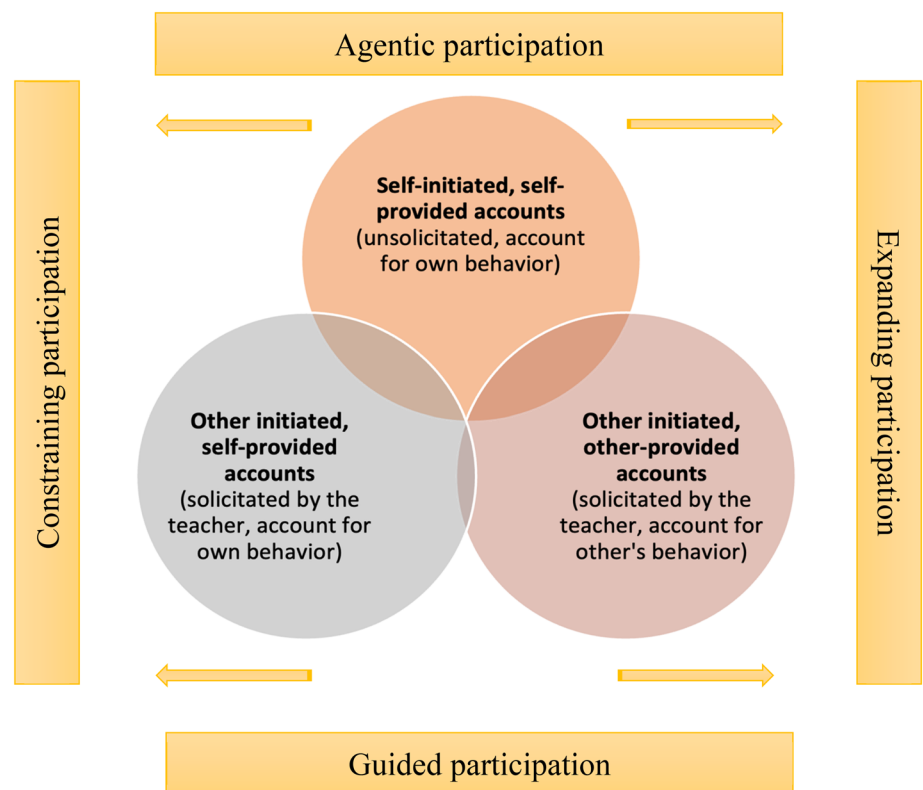 Agentic participation
Constraining participation
Self-initiated, self-
provided accounts
(unsolicitated, account
for own behavior)
Expanding participation
Other initiated,
self-provided
accounts
(solicitated by the
teacher, account for
own behavior)
Other initiated,
other-provided
accounts
(solicitated by the
teacher, account for
other's behavior)
Guided participation